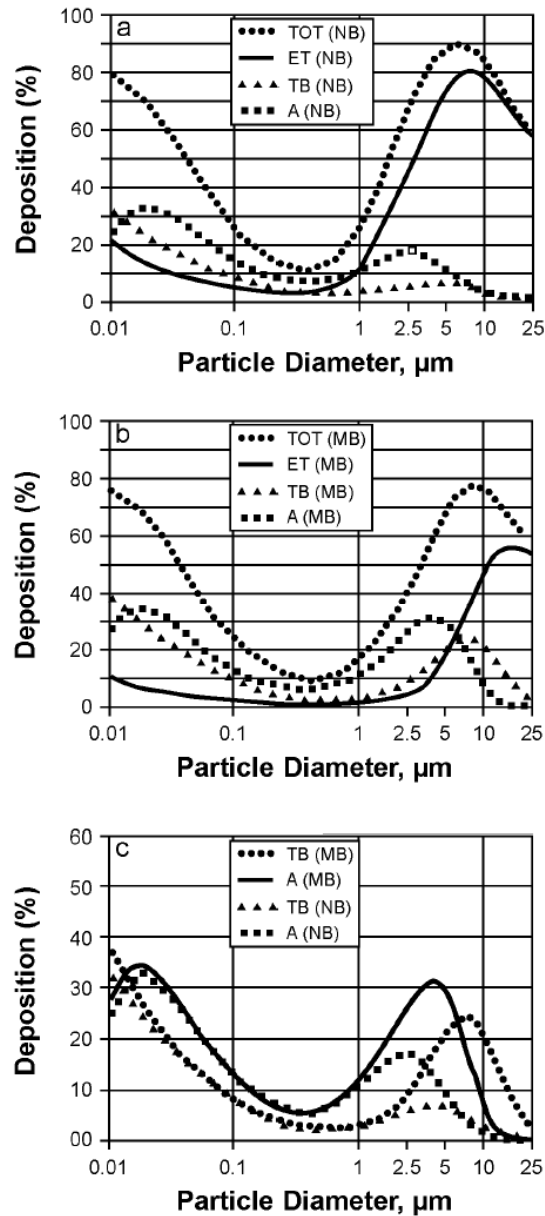 a
TOT (NB)
ET (NB)
TB (NB)
A (NB)
Deposition (%)
100
80
60
40
20
0
0.01
0.1
1
2.5
5
10
25
Particle Diameter, µm
b
TOT (MB)
ET (MB)
TB (MB)
A (MB)
Deposition (%)
100
80
60
40
20
0
0.01
0.1
1
2.5
5
10
25
Particle Diameter, µm
c
TB (MB)
A (MB)
TB (NB)
A (NB)
Deposition (%)
60
50
40
30
20
10
00
0.01
0.1
1
2.5
5
10
25
Particle Diameter, µm